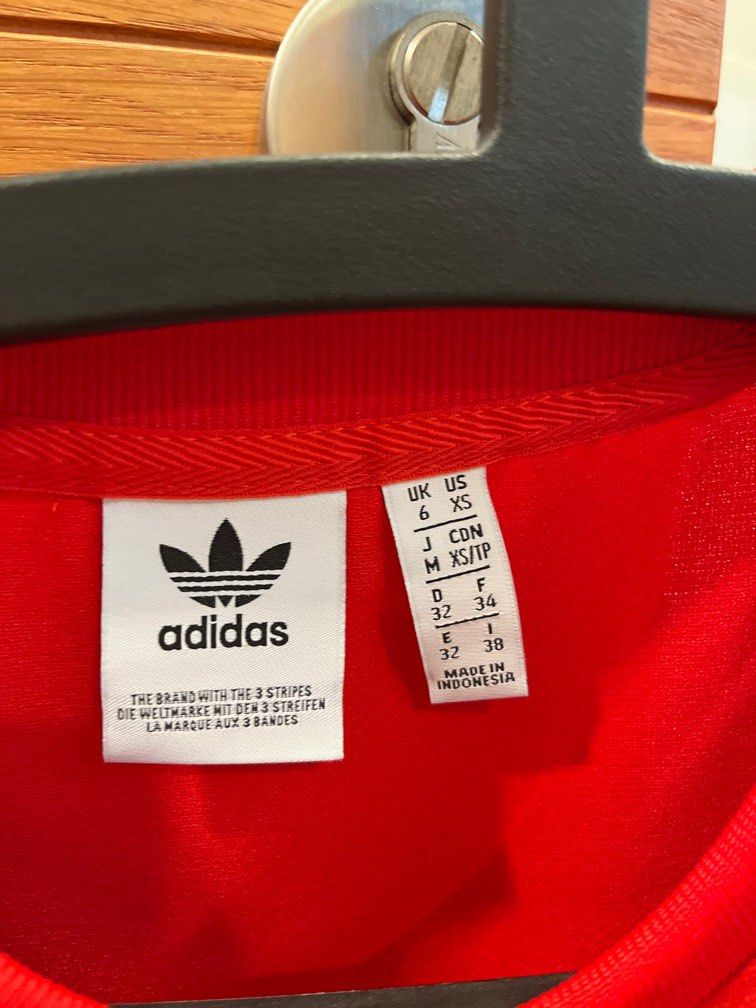 adidas
THE BRAND WITH THE 3 STRIPES
DIE WELTMARKE MIT DEN 3 STREIFEN
LA MARQUE AUX 3 BANDES
UK US
6 XS
J CDN
M XS/TP
D F
32 34
E I
32 38
MADE IN
INDONESIA